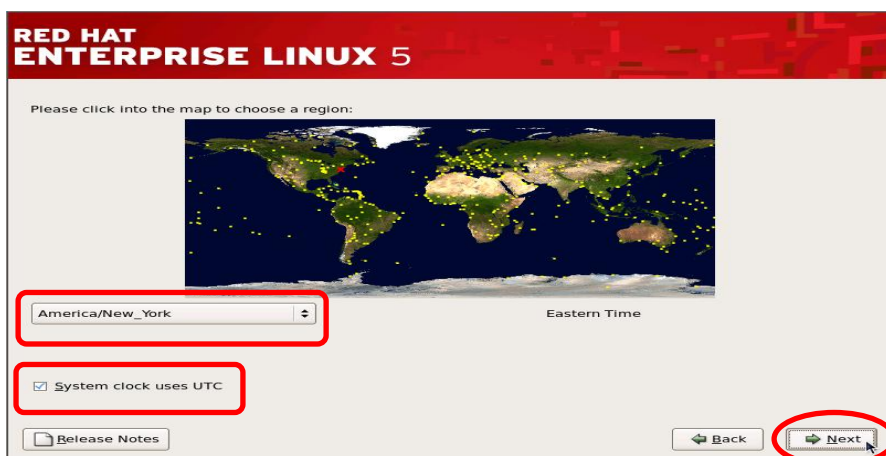 RED HAT
ENTERPRISE LINUX 5
Please click into the map to choose a region:
America/New_York
Eastern Time
System clock uses UTC
Release Notes
Back
Next